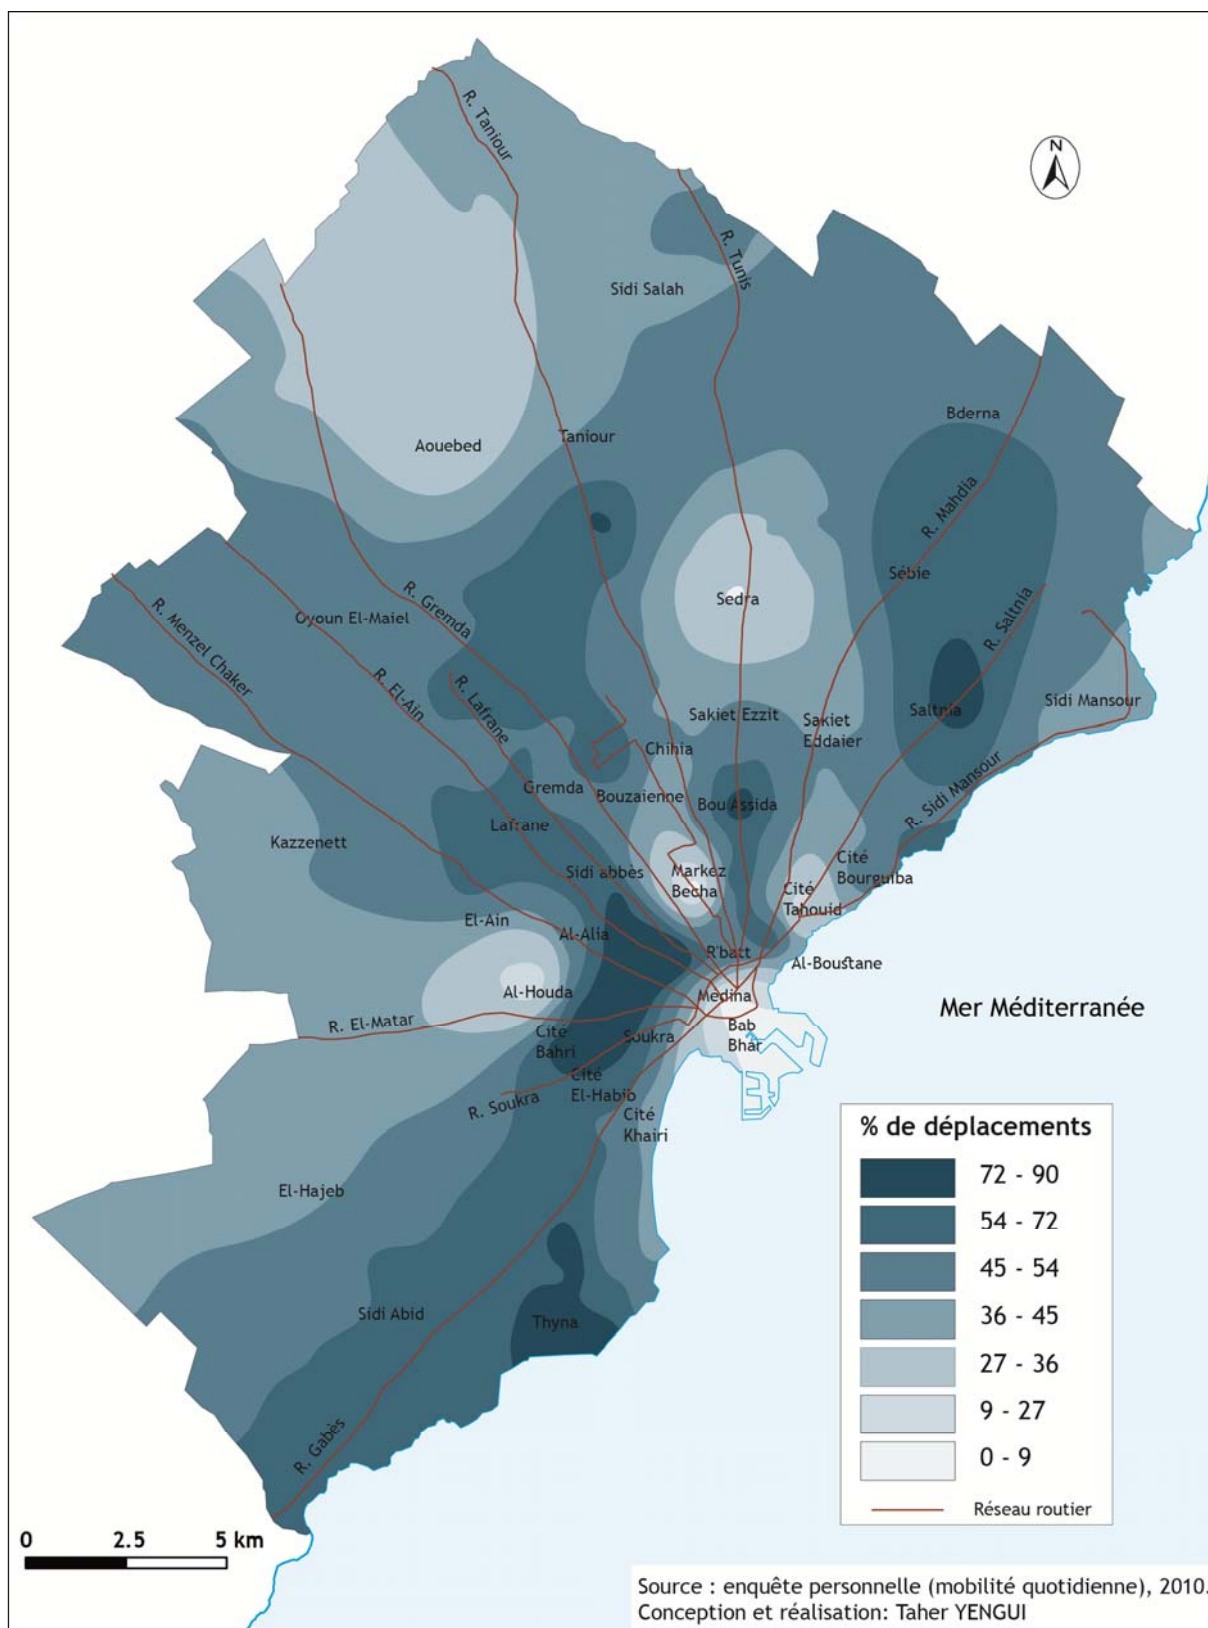 R. Taniour
N
R. Tunis
Sidi Salah
Bderna
Taniour
Aouebed
R. Mahdia
Sébie
R. Gremda
Sedra
R. Menzel Chaker
Oyoun El-Maiel
R. Saltnia
R. El-Ain
R. Lafrane
Sidi Mansour
Saltnia
Sakiet Ezzit
Sakiet
Eddaier
Chihia
R. Sidi Mansour
Gremda
Bouzaienne
Bou Assida
Lafrane
Kazzenett
Sidi abbès
Markez
Becha
Cité
Bourguiba
Cité
Tahouid
El-Ain
Al-Alia
R'batt
Al-Boustane
Al-Houda
Medina
Mer Méditerranée
R. El-Matar
Cité
Bahri
Soukra
Bab
Bhar
R. Soukra
Cité
El-Habib
Cité
Khairi
El-Hajeb
Sidi Abid
Thyna
R. Gabès
% de déplacements
72 - 90
54 - 72
45 - 54
36 - 45
27 - 36
9 - 27
0 - 9
Réseau routier
0 2.5 5 km
Source : enquête personnelle (mobilité quotidienne), 2010.
Conception et réalisation: Taher YENGUI